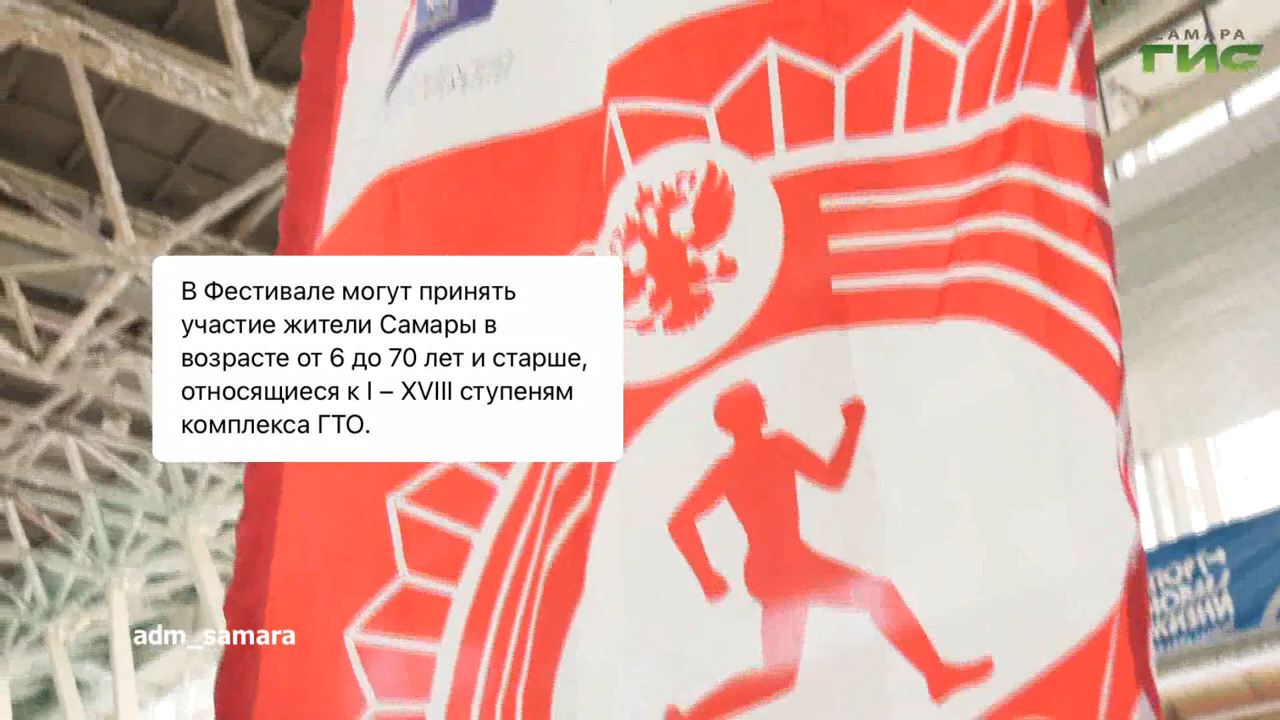 САМАРА
ГИС
В Фестивале могут принять
участие жители Самары в
возрасте от 6 до 70 лет и старше,
относящиеся к I – XVIII ступеням
комплекса ГТО.
adm_samara